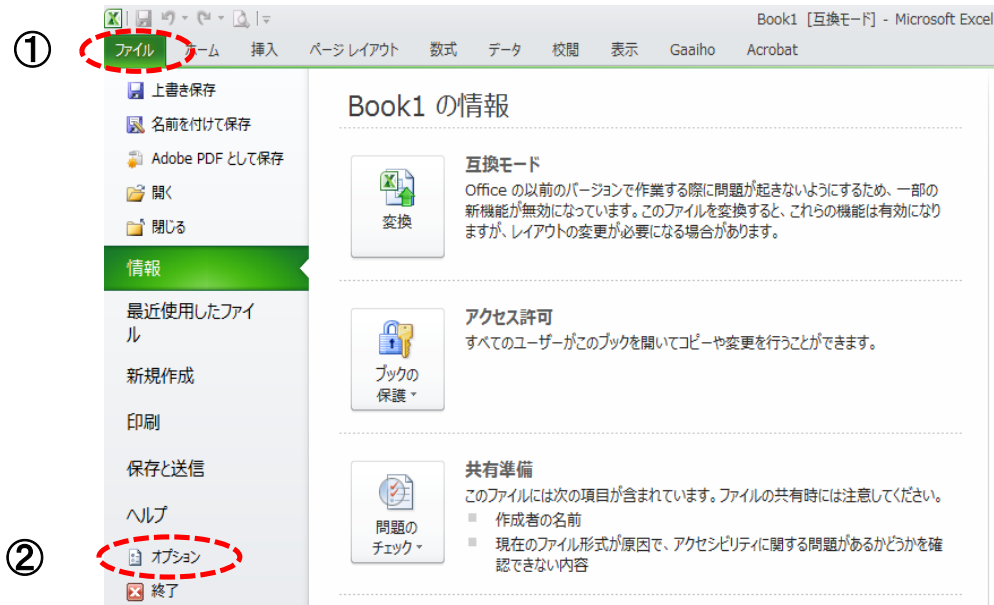 Book1 [互換モード] - Microsoft Excel
①
ファイル ホーム 挿入 ページ レイアウト 数式 データ 校閲 表示 Gaaiho Acrobat
上書き保存
名前を付けて保存
Adobe PDF として保存
開く
閉じる
情報
最近使用したファイ
ル
新規作成
印刷
保存と送信
ヘルプ
②
オプション
終了
Book1 の情報
変換
互換モード
Office の以前のバージョンで作業する際に問題が起きないようにするため、一部の
新機能が無効になっています。このファイルを変換すると、これらの機能は有効になり
ますが、レイアウトの変更が必要になる場合があります。
ブックの
保護
アクセス許可
すべてのユーザーがこのブックを開いてコピーや変更を行うことができます。
問題の
チェック
共有準備
このファイルには次の項目が含まれています。ファイルの共有時には注意してください。
作成者の名前
現在のファイル形式が原因で、アクセシビリティに関する問題があるかどうかを確
認できない内容